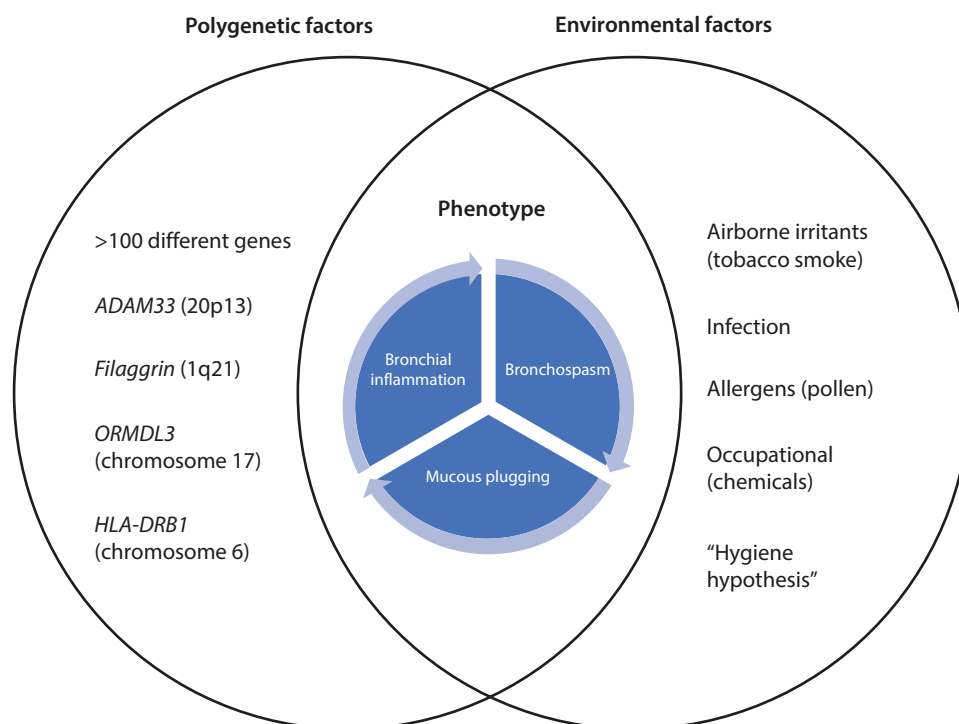 Polygenetic factors
Environmental factors
>100 different genes
ADAM33 (20p13)
Filaggrin (1q21)
ORMDL3
(chromosome 17)
HLA-DRB1
(chromosome 6)
Phenotype
Bronchial
inflammation
Bronchospasm
Mucous plugging
Airborne irritants
(tobacco smoke)
Infection
Allergens (pollen)
Occupational
(chemicals)
“Hygiene
hypothesis”